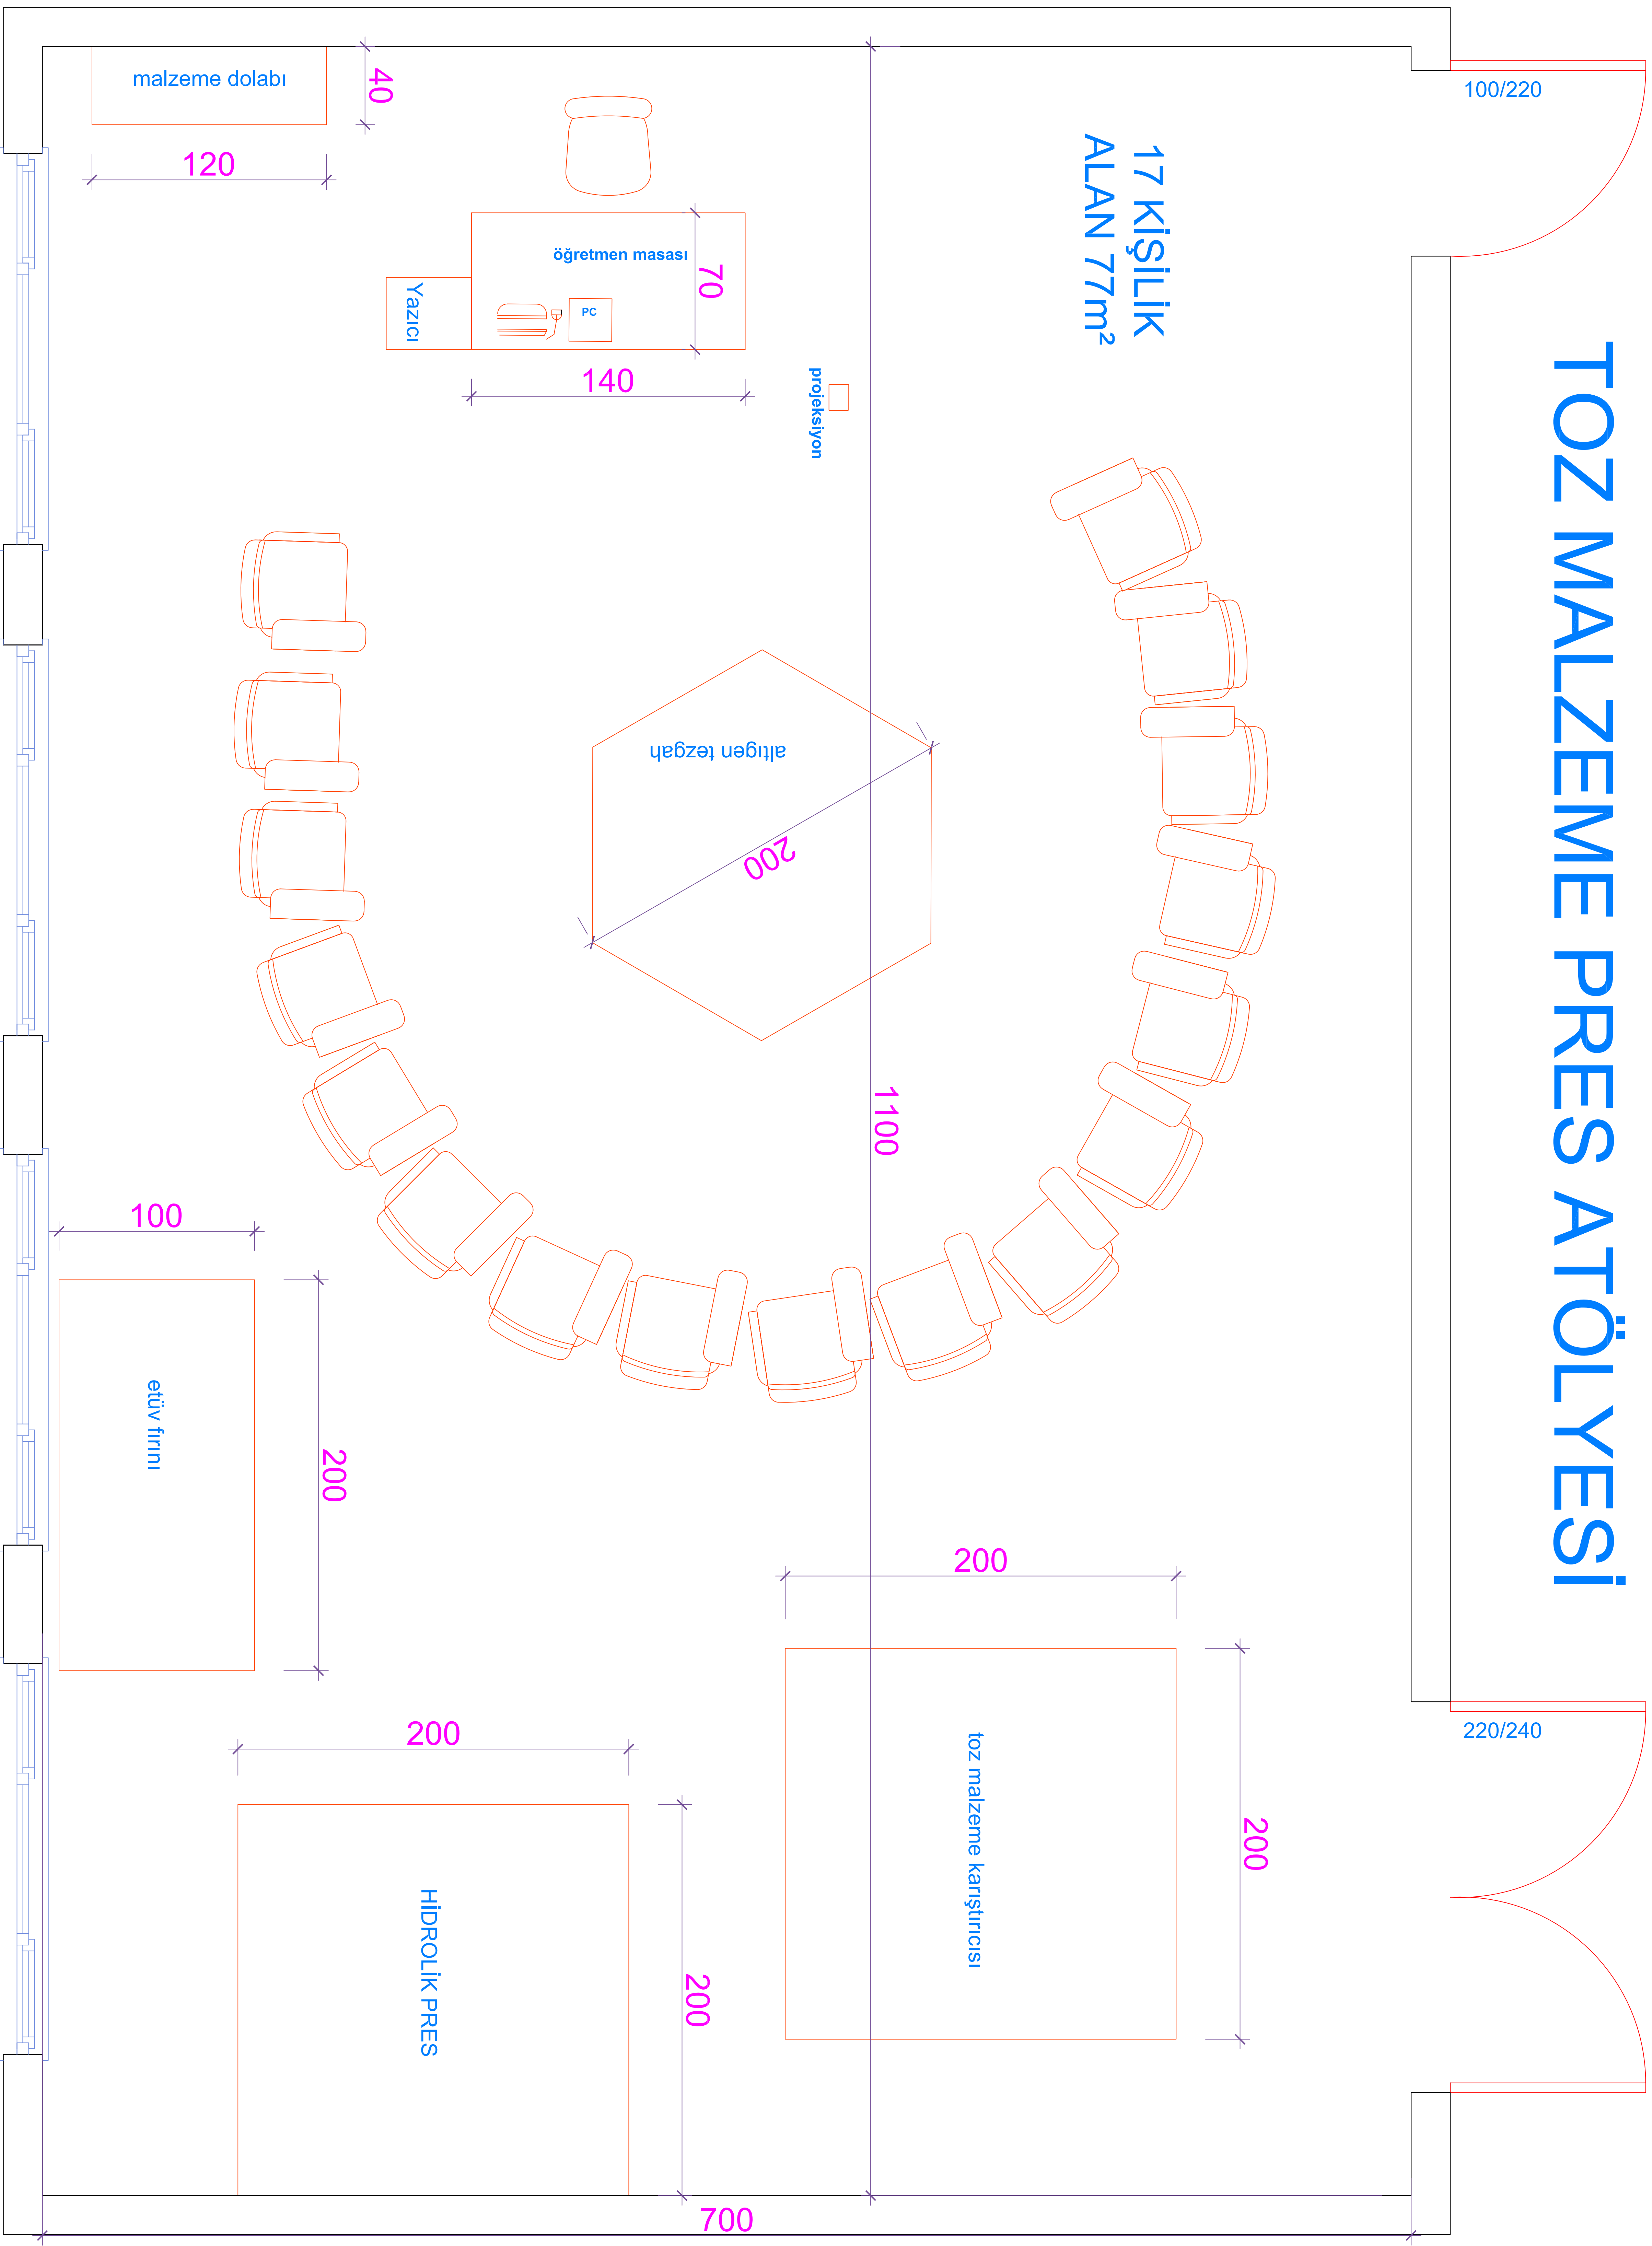 TOZ MALZEME PRES ATÖLYESİ
17 KİŞİLİK
ALAN 77m²
100/220
malzeme dolabı
40
120
öğretmen masası
70
Yazıcı
PC
140
projeksiyon
altıgen tezgah
200
1100
100
etüv fırını
200
200
toz malzeme karıştırıcısı
200
220/240
200
HİDROLİK PRES
200
700